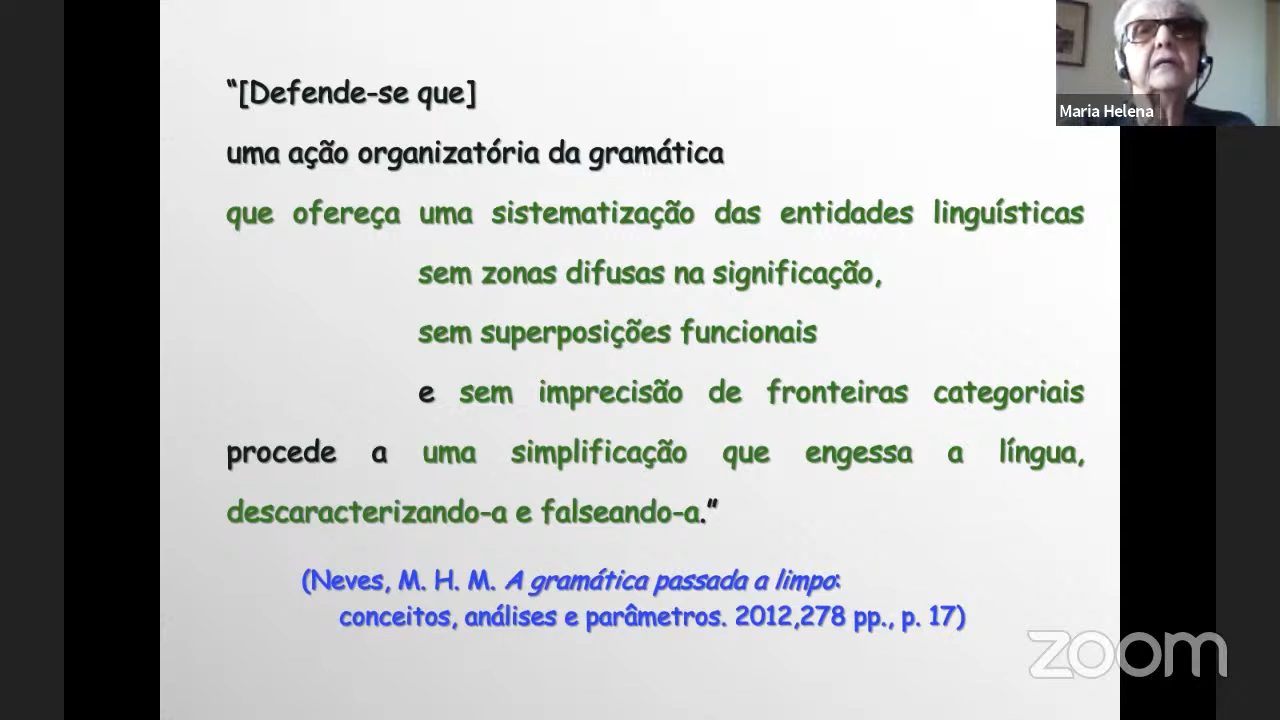 “[Defende-se que]
uma ação organizatória da gramática
que ofereça uma sistematização das entidades linguísticas
sem zonas difusas na significação,
sem superposições funcionais
e sem imprecisão de fronteiras categoriais
procede a uma simplificação que engessa a língua,
descaracterizando-a e falseando-a.”
(Neves, M. H. M. A gramática passada a limpo:
conceitos, análises e parâmetros. 2012,278 pp., p. 17)
Maria Helena
zoom